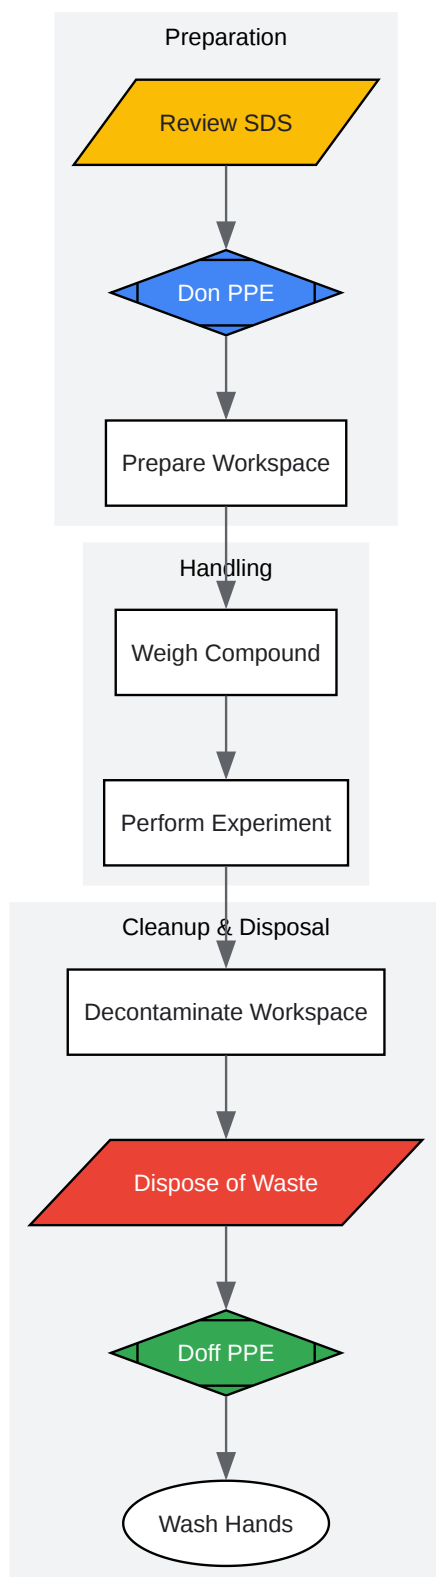 Preparation
Review SDS
Don PPE
Prepare Workspace
Handling
Weigh Compound
Perform Experiment
Cleanup & Disposal
Decontaminate Workspace
Dispose of Waste
Doff PPE
Wash Hands